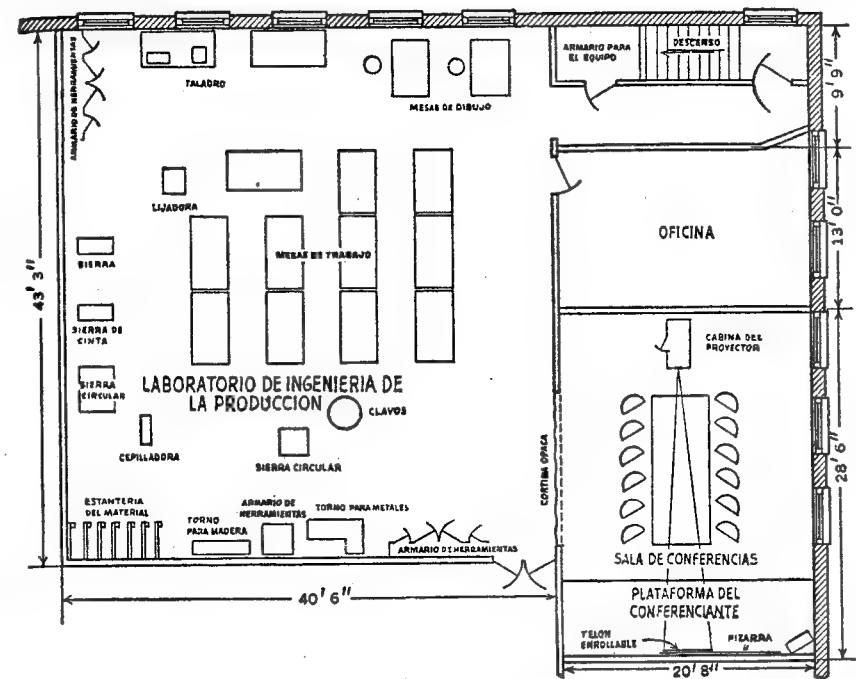 ARMARIO DE HERRAMIENTAS
TALADRO
MESAS DE DIBUJO
ARMARIO PARA
EL EQUIPO
DESCENSO
9' 9"
LIJADORA
OFICINA
13' 0"
SIERRA
MESAS DE TRABAJO
43' 3"
SIERRA DE
CINTA
CABINA DEL
PROYECTOR
SIERRA
CIRCULAR
LABORATORIO DE INGENIERIA DE
LA PRODUCCION
CLAVOS
CEPILLADORA
SIERRA CIRCULAR
CORTINA OPACA
28' 6"
ESTANTERIA
DEL MATERIAL
TORNO
PARA MADERA
ARMARIO DE
HERRAMIENTAS
TORNO PARA METALES
ARMARIO DE HERRAMIENTAS
SALA DE CONFERENCIAS
40' 6"
PLATAFORMA DEL
CONFERENCIANTE
TELON
ENROLLABLE
PIZARRA
20' 8"